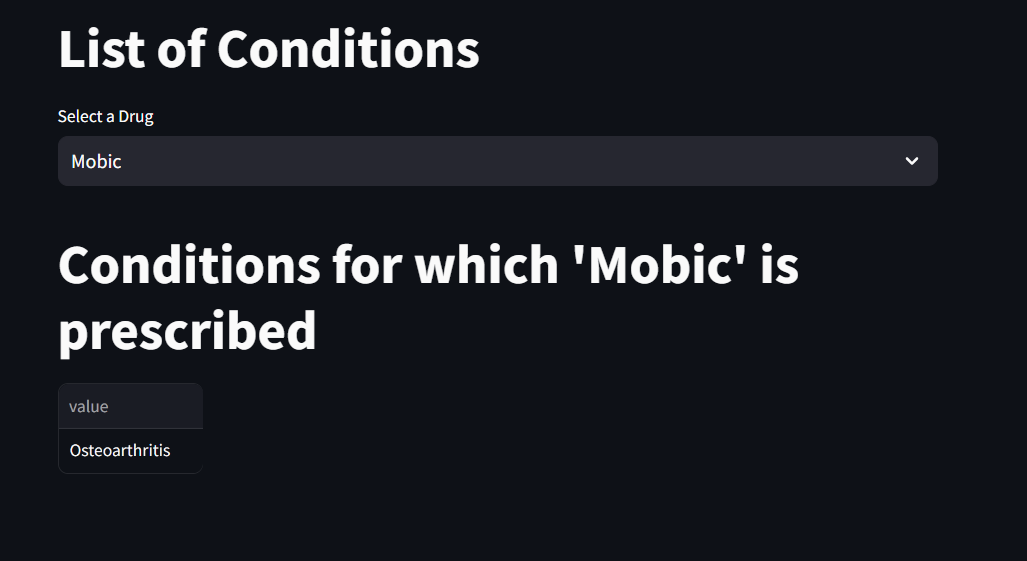 List of Conditions
Select a Drug
Mobic
Conditions for which 'Mobic' is
prescribed
value
Osteoarthritis